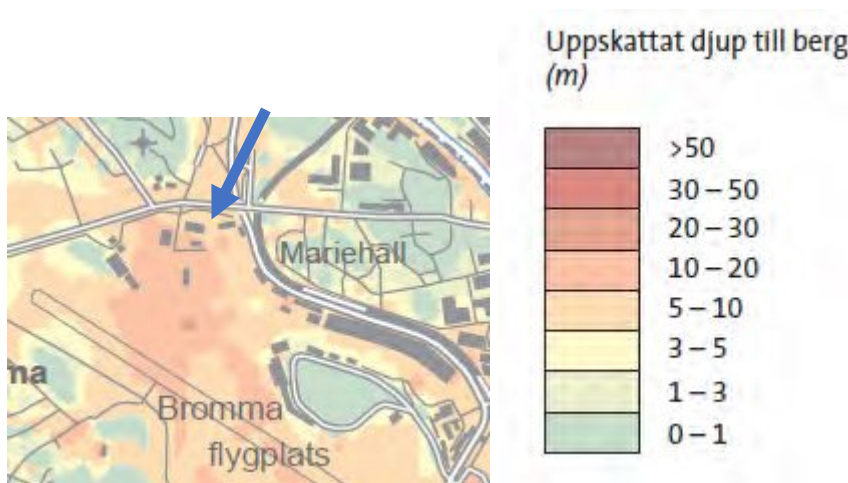 Uppskattat djup till berg
(m)
>50
30 – 50
20 – 30
10 – 20
5 – 10
3 – 5
1 – 3
0 – 1
Mariehäll
ma
Bromma
flygplats